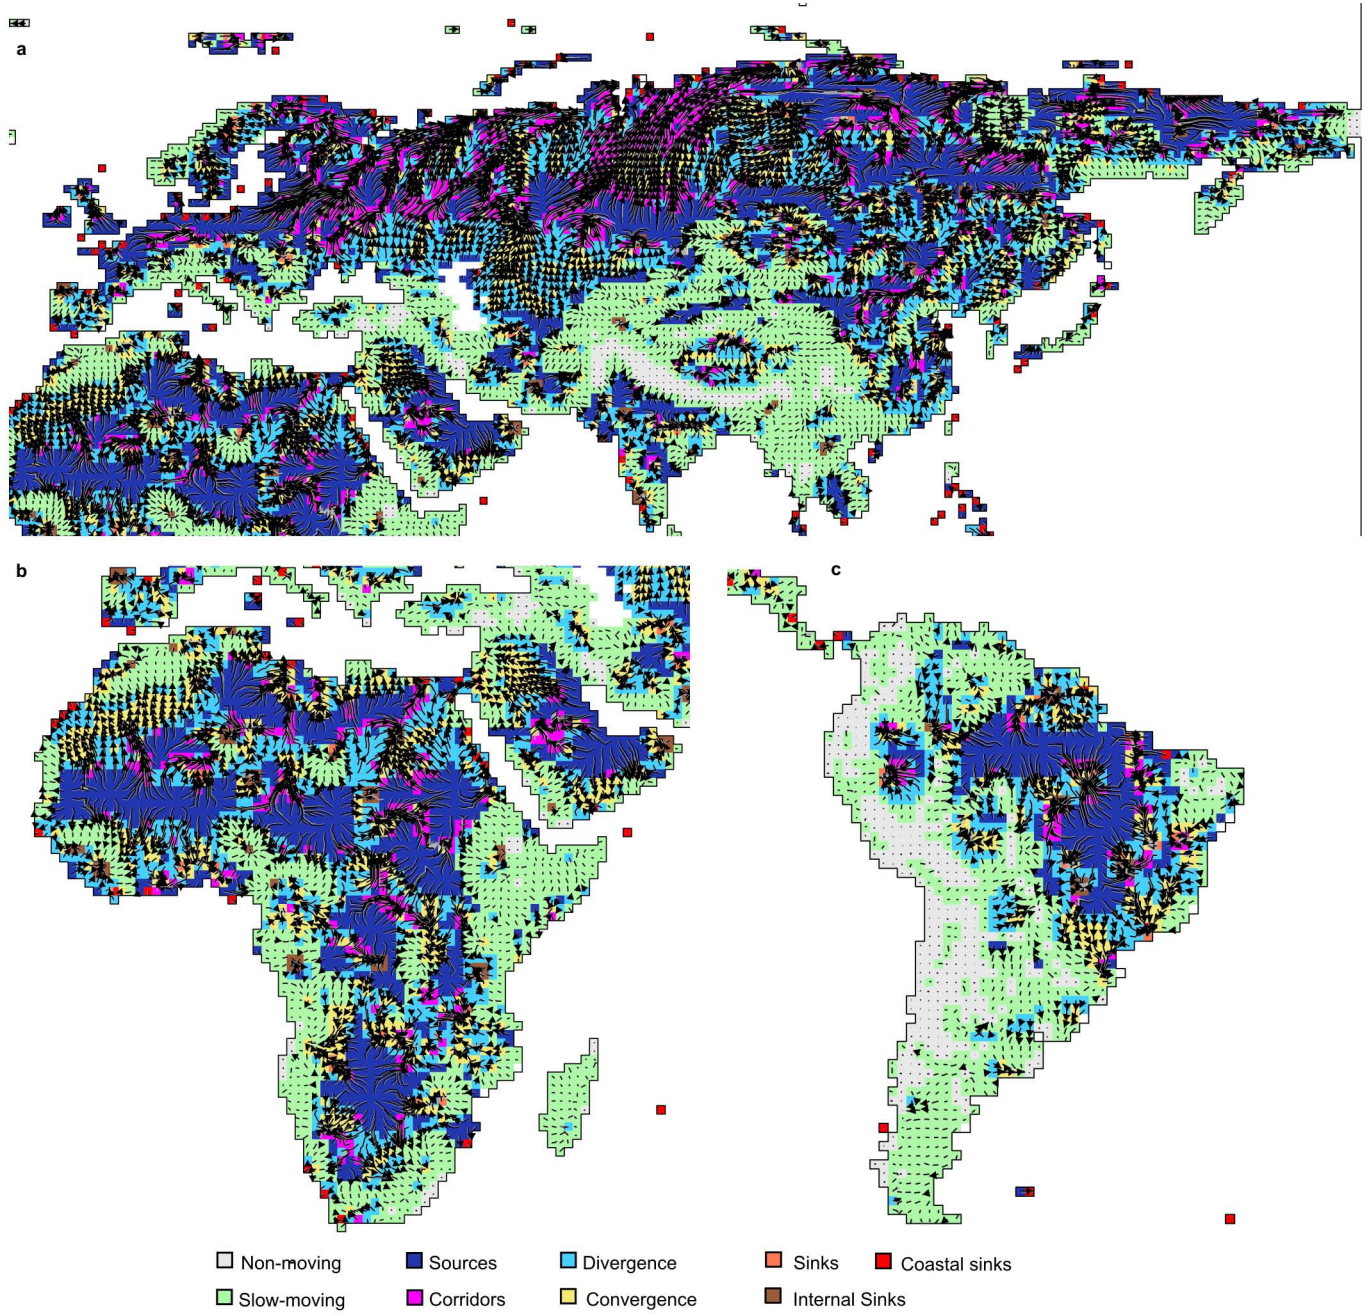 a
b
c
Non-moving
Sources
Divergence
Sinks
Coastal sinks
Slow-moving
Corridors
Convergence
Internal Sinks